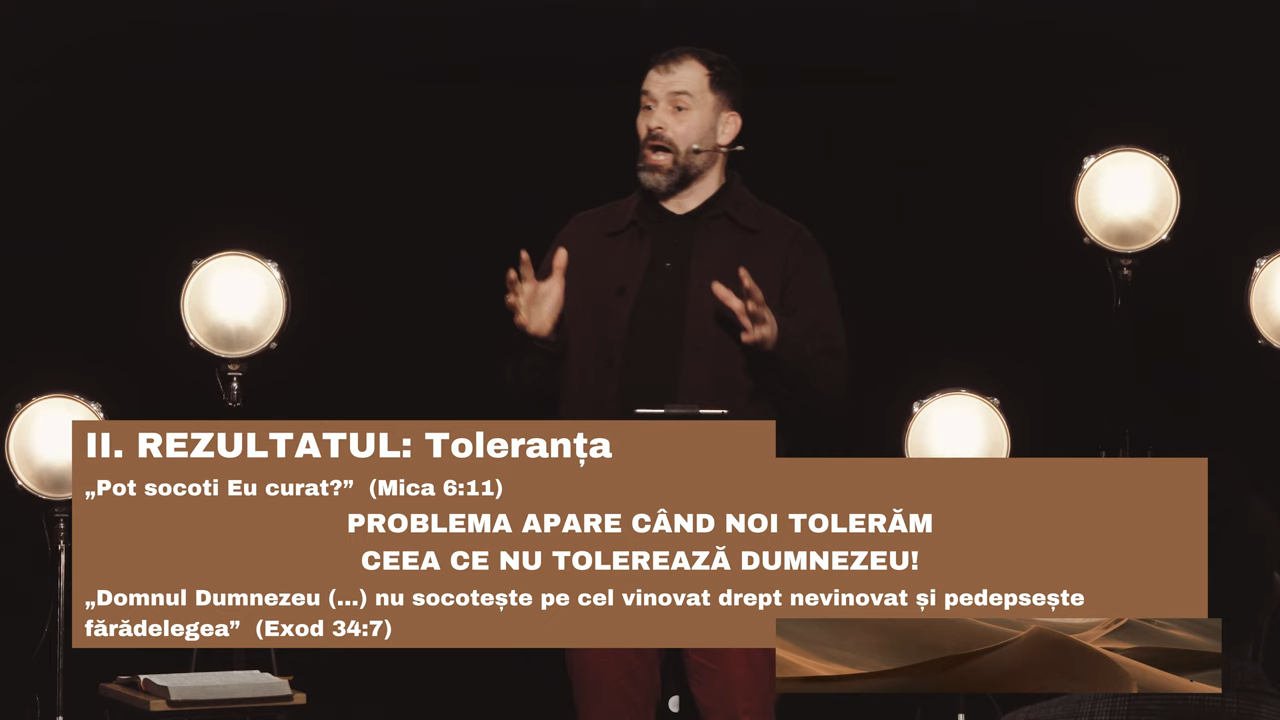 II. REZULTATUL: Toleranța
„Pot socoti Eu curat?” (Mica 6:11)
PROBLEMA APARE CÂND NOI TOLERĂM
CEEA CE NU TOLEREAZĂ DUMNEZEU!
„Domnul Dumnezeu (...) nu socotește pe cel vinovat drept nevinovat și pedepsește
fărădelegea” (Exod 34:7)